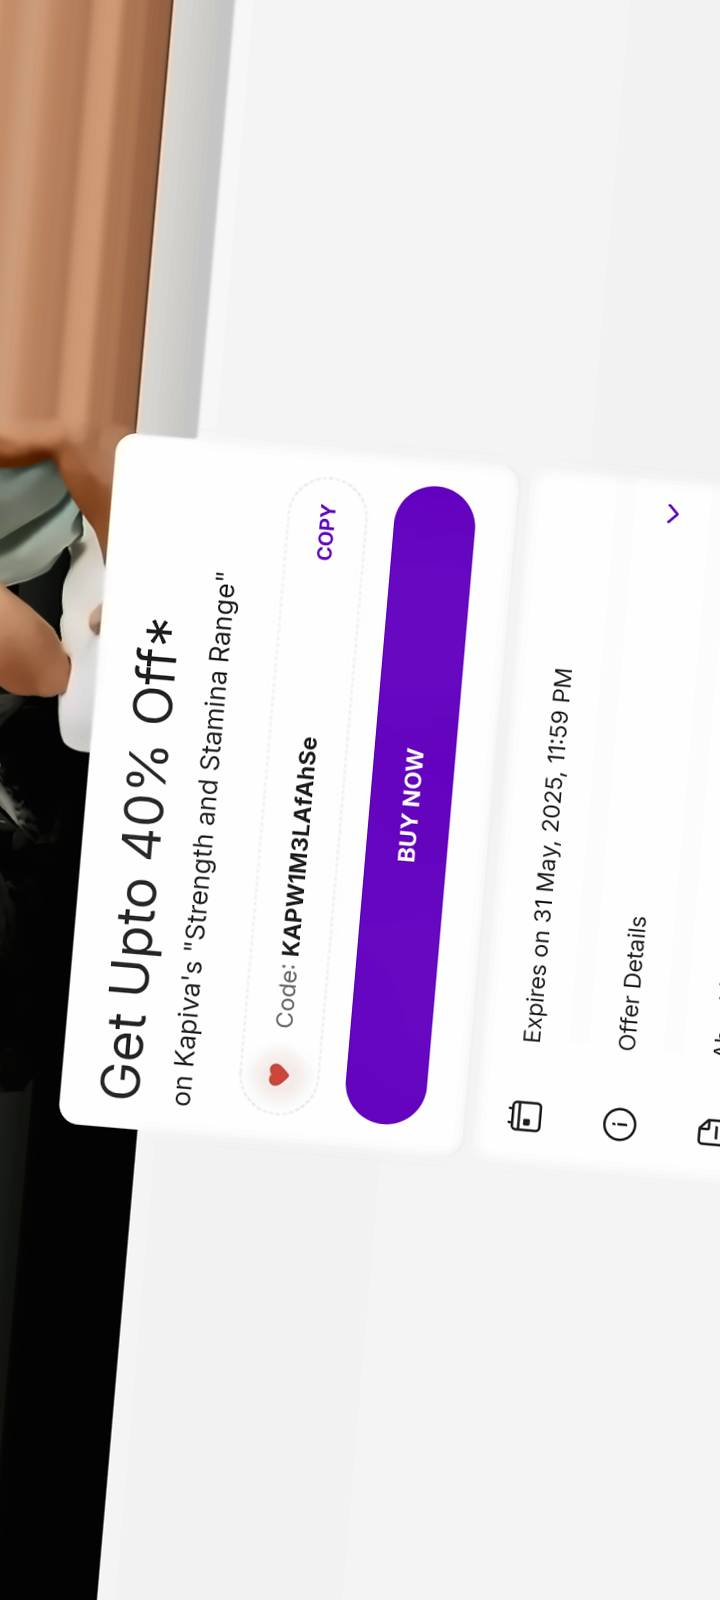 Get Upto 40% Off*
on Kapiva's "Strength and Stamina Range"
Code: KAPW1M3LAfAhSe
COPY
BUY NOW
Expires on 31 May, 2025, 11:59 PM
Offer Details